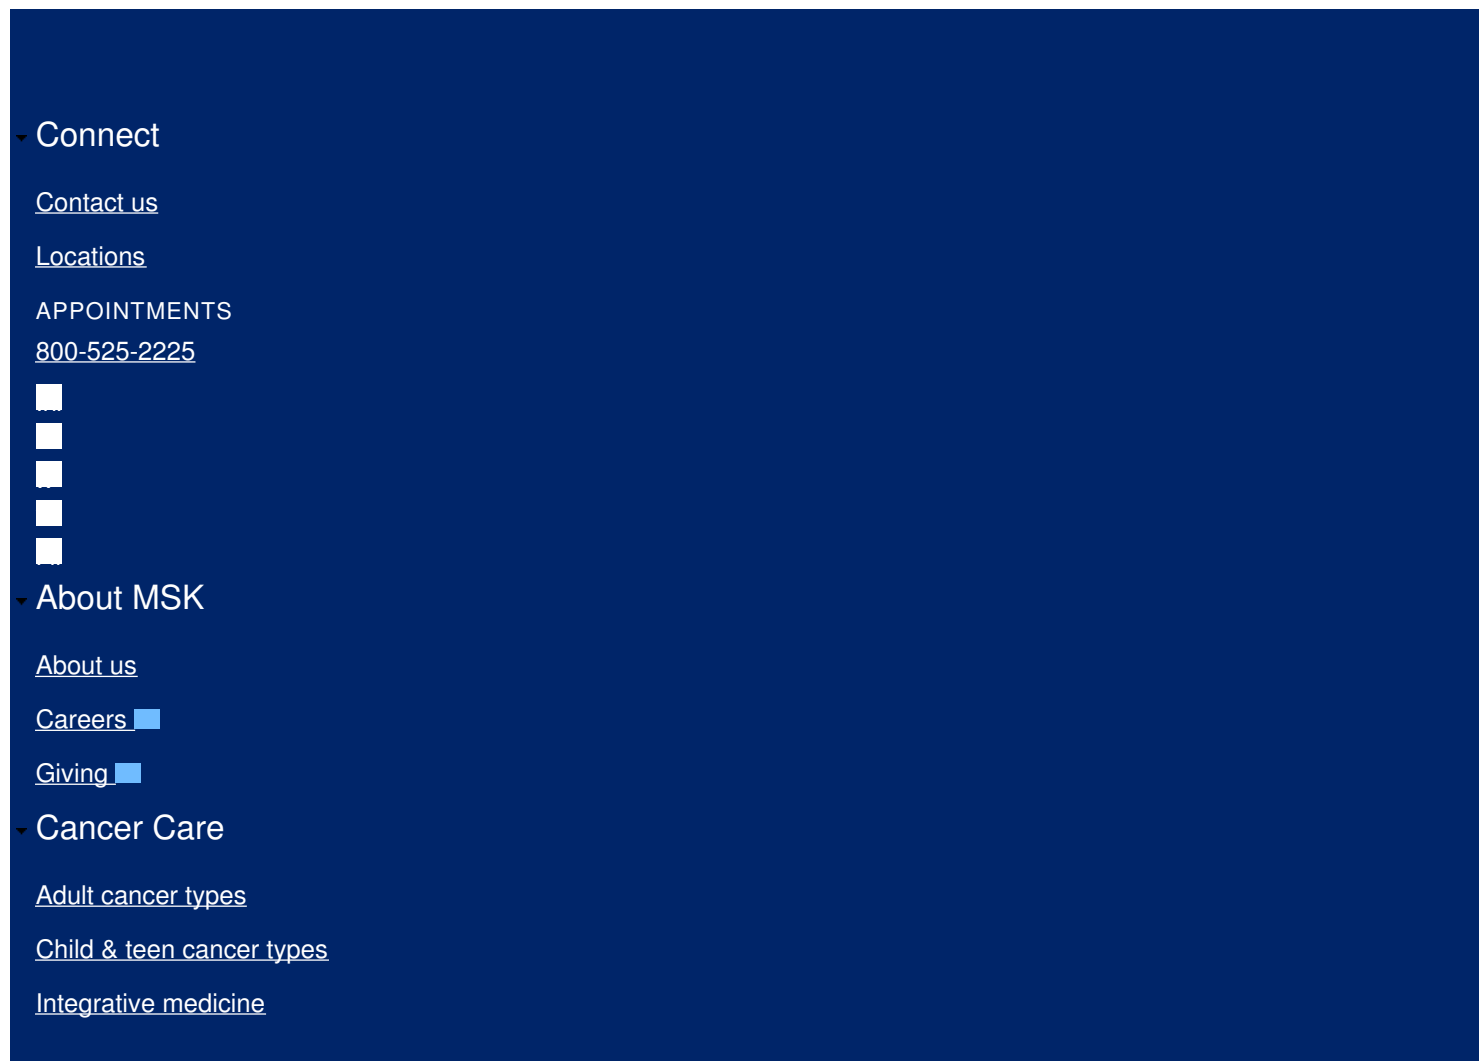 Connect
Contact us
Locations
APPOINTMENTS
800-525-2225
About MSK
About us
Careers
Giving
Cancer Care
Adult cancer types
Child & teen cancer types
Integrative medicine